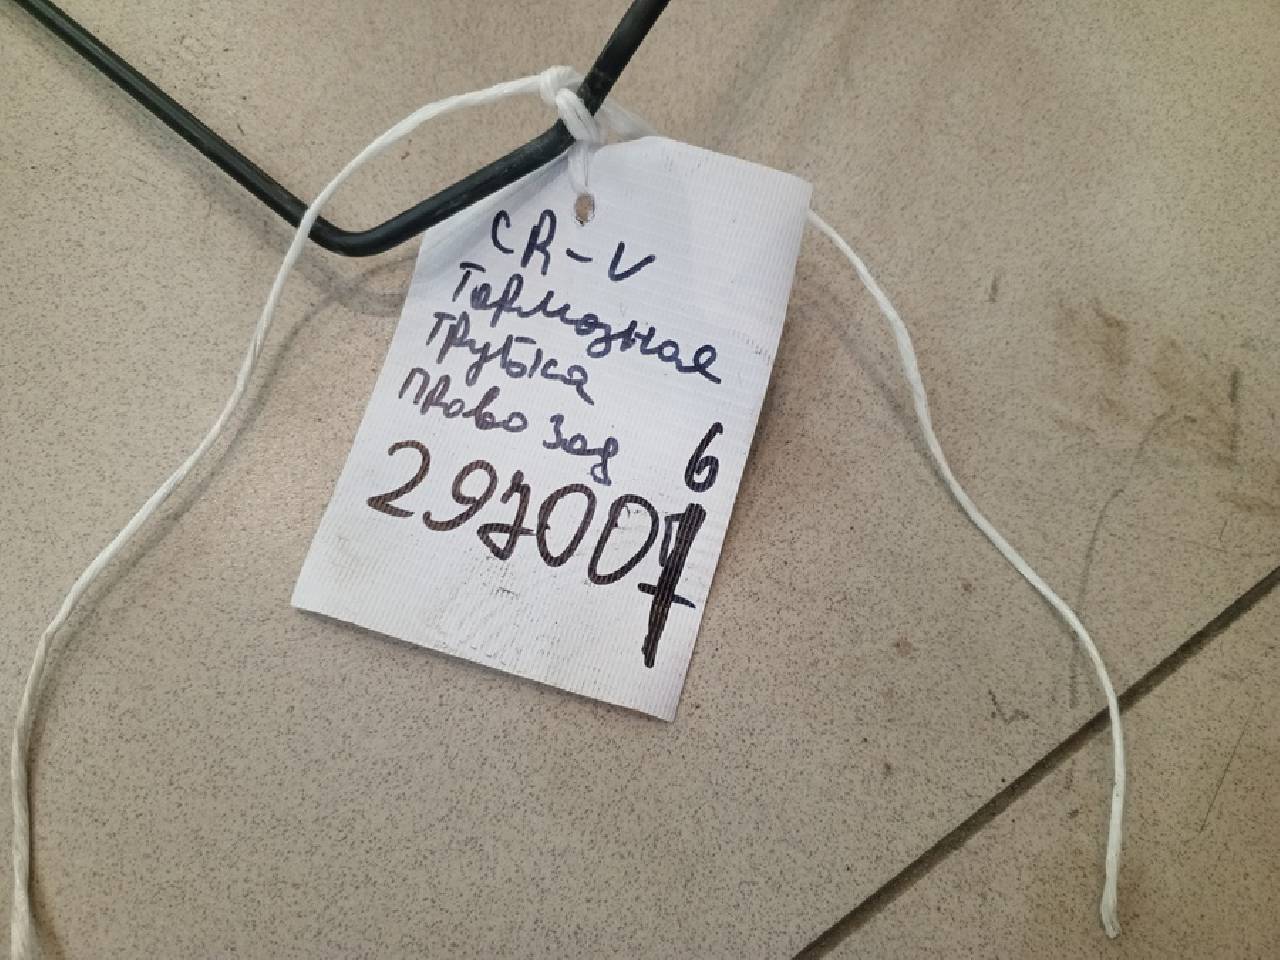 CR-V
Тормозная
Трубка
Право Зад
6
29700